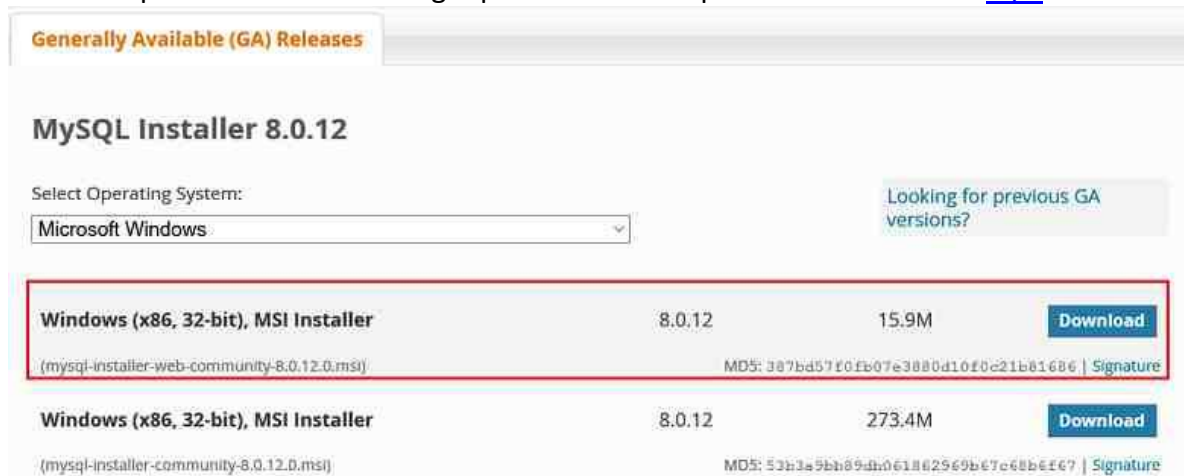 Generally Available (GA) Releases
MySQL Installer 8.0.12
Select Operating System:
Looking for previous GA
versions?
Microsoft Windows
Windows (x86, 32-bit), MSI Installer 8.0.12 15.9M Download
(mysql-installer-web-community-8.0.12.0.msi) MD5: | Signature
Windows (x86, 32-bit), MSI Installer 8.0.12 273.4M Download
(mysql-installer-community-8.0.12.0.msi) MD5: | Signature